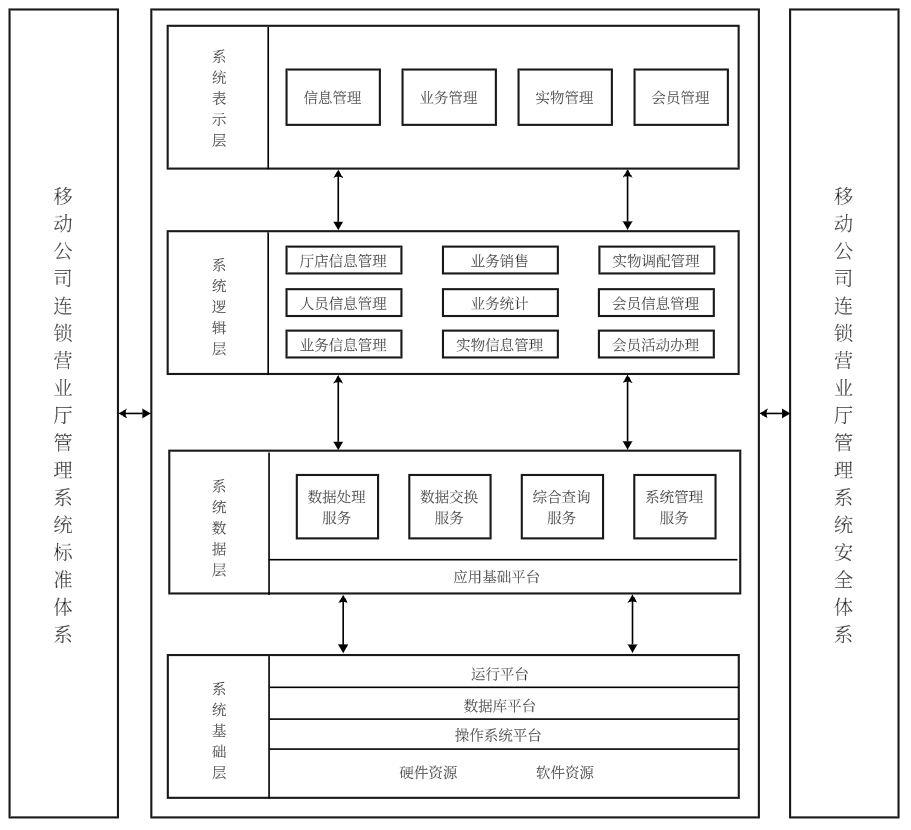 移动公司连锁营业厅管理系统标准体系
系统表示层
信息管理
业务管理
实物管理
会员管理
系统逻辑层
厅店信息管理
业务销售
实物调配管理
人员信息管理
业务统计
会员信息管理
业务信息管理
实物信息管理
会员活动办理
系统数据层
数据处理
服务
数据交换
服务
综合查询
服务
系统管理
服务
应用基础平台
系统基础层
运行平台
数据库平台
操作系统平台
硬件资源
软件资源
移动公司连锁营业厅管理系统安全体系